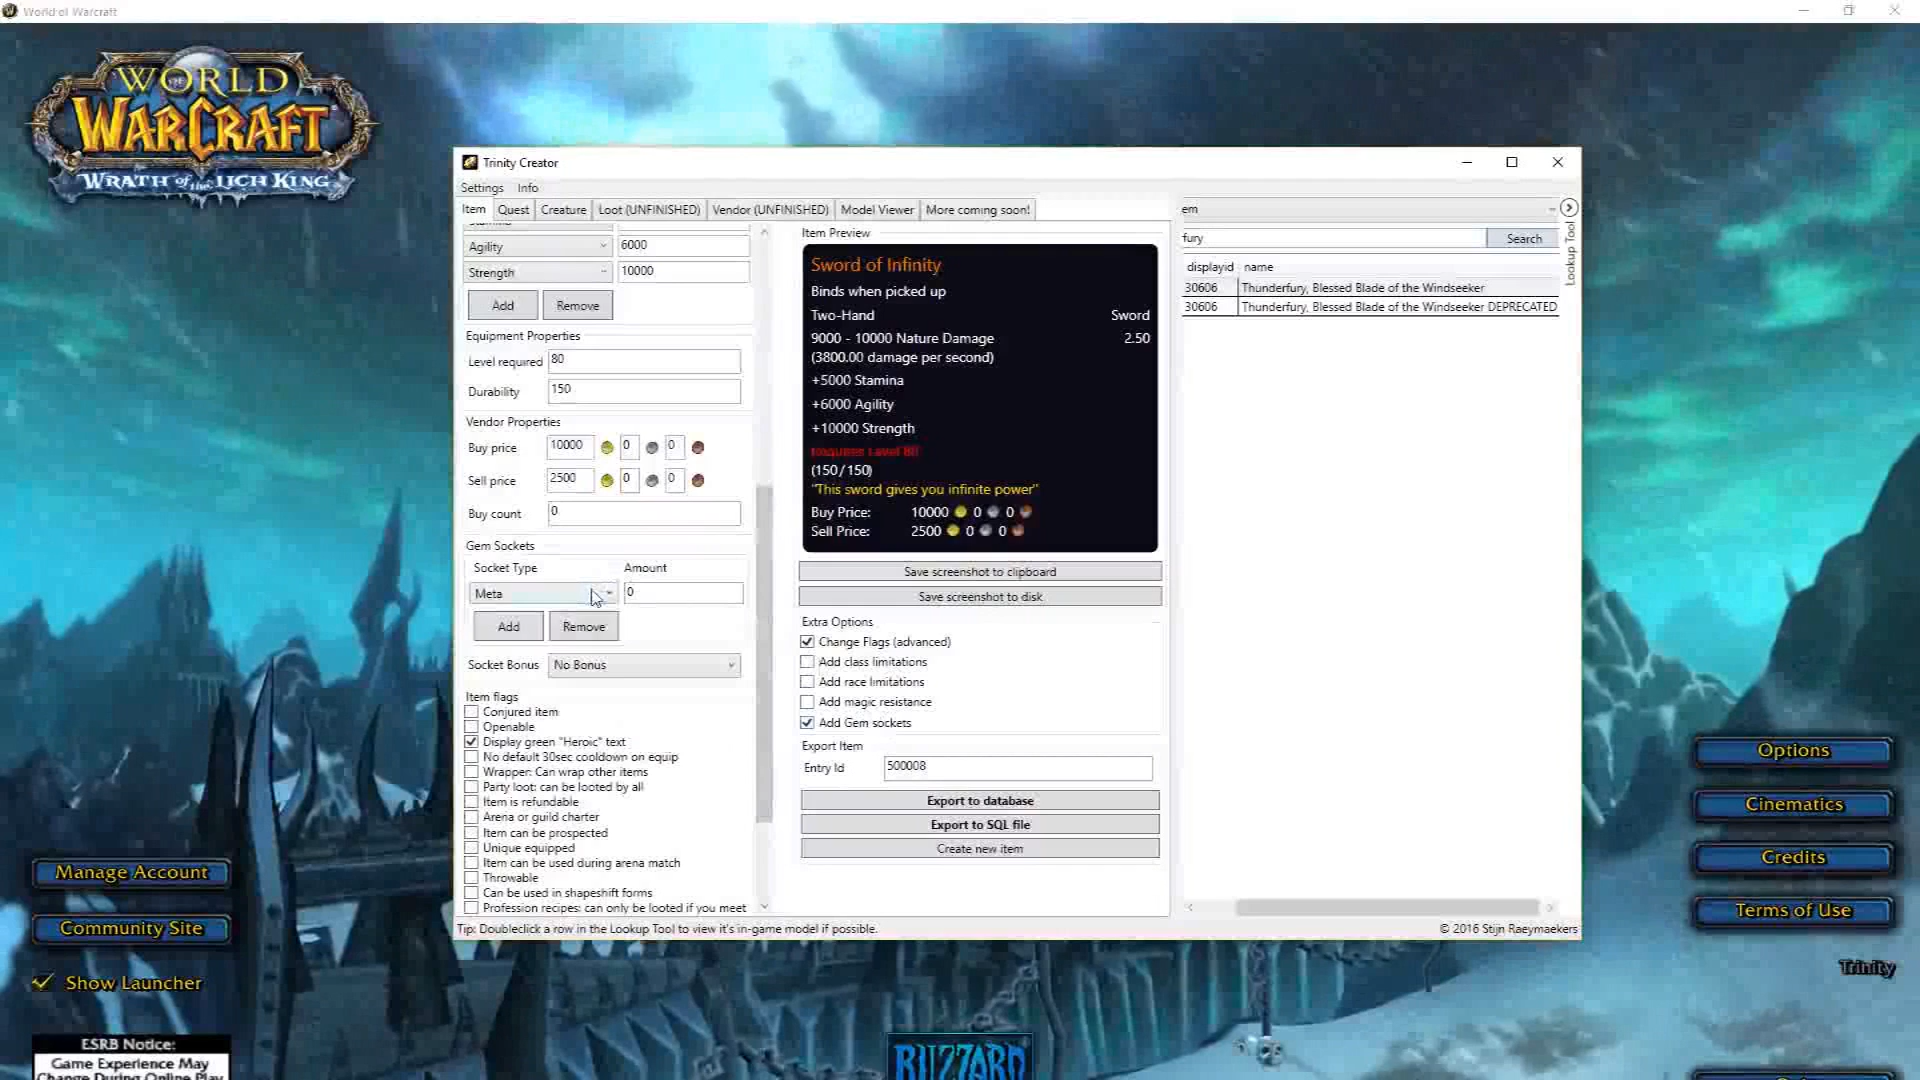 World of Warcraft
WORLD
OF
WARCRAFT
WRATH of the LICH KING
Trinity Creator
Settings Info
Item Quest Creature Loot (UNFINISHED) Vendor (UNFINISHED) Model Viewer More coming soon!
Agility 6000
Strength 10000
Add Remove
Equipment Properties
Level required 80
Durability 150
Vendor Properties
Buy price 10000 0 0
Sell price 2500 0 0
Buy count 0
Gem Sockets
Socket Type Amount
Meta 0
Add Remove
Socket Bonus No Bonus
Item flags
Conjured item
Openable
Display green "Heroic" text
No default 30sec cooldown on equip
Wrapper: Can wrap other items
Party loot: can be looted by all
Item is refundable
Arena or guild charter
Item can be prospected
Unique equipped
Item can be used during arena match
Throwable
Can be used in shapeshift forms
Profession recipes: can only be looted if you meet
Item Preview
Sword of Infinity
Binds when picked up
Two-Hand Sword
9000 - 10000 Nature Damage 2.50
(3800.00 damage per second)
+5000 Stamina
+6000 Agility
+10000 Strength
Requires Level 80
(150/150)
"This sword gives you infinite power"
Buy Price: 10000 0 0
Sell Price: 2500 0 0
Save screenshot to clipboard
Save screenshot to disk
Extra Options
Change Flags (advanced)
Add class limitations
Add race limitations
Add magic resistance
Add Gem sockets
Export Item
Entry Id 500008
Export to database
Export to SQL file
Create new item
em
fury Search
Lookup Tool
displayid name
30606 Thunderfury, Blessed Blade of the Windseeker
30606 Thunderfury, Blessed Blade of the Windseeker DEPRECATED
Tip: Doubleclick a row in the Lookup Tool to view it's in-game model if possible.
© 2016 Stijn Raeymaekers
Options
Cinematics
Credits
Terms of Use
Trinity
Manage Account
Community Site
Show Launcher
ESRB Notice:
Game Experience May
Change During Online Play
BLIZZARD